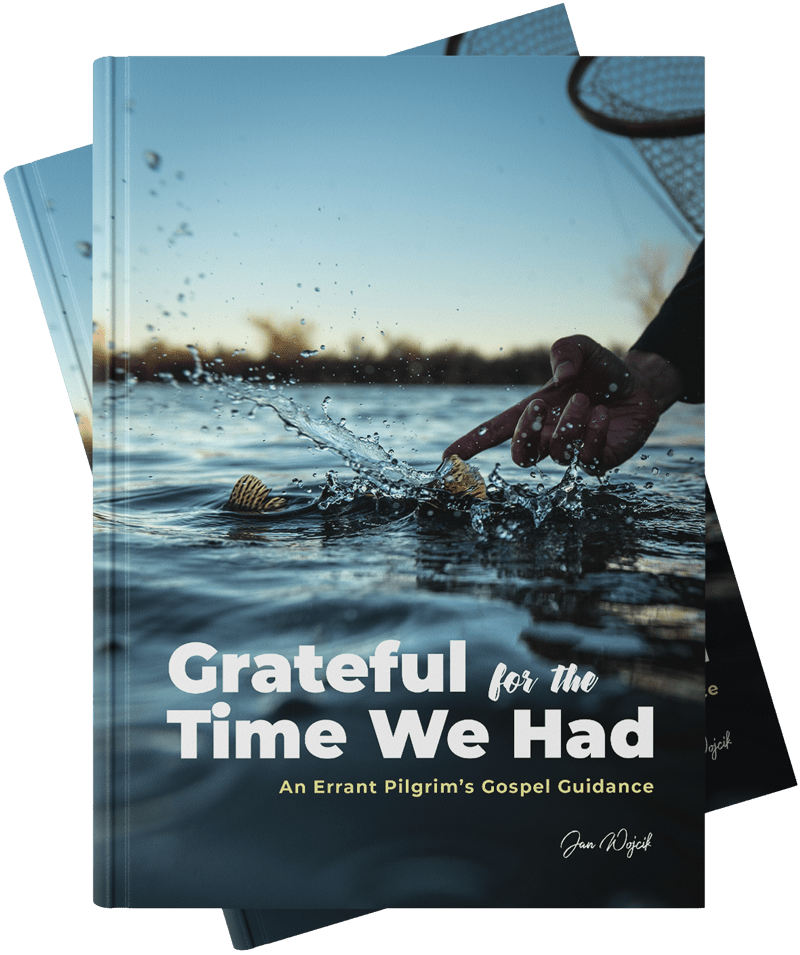 Grateful for the
Time We Had
An Errant Pilgrim's Gospel Guidance
Jan Wojcik